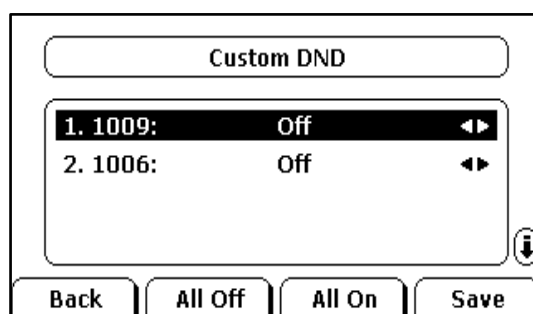 Custom DND
1. 1009: Off
2. 1006: Off
Back All Off All On Save